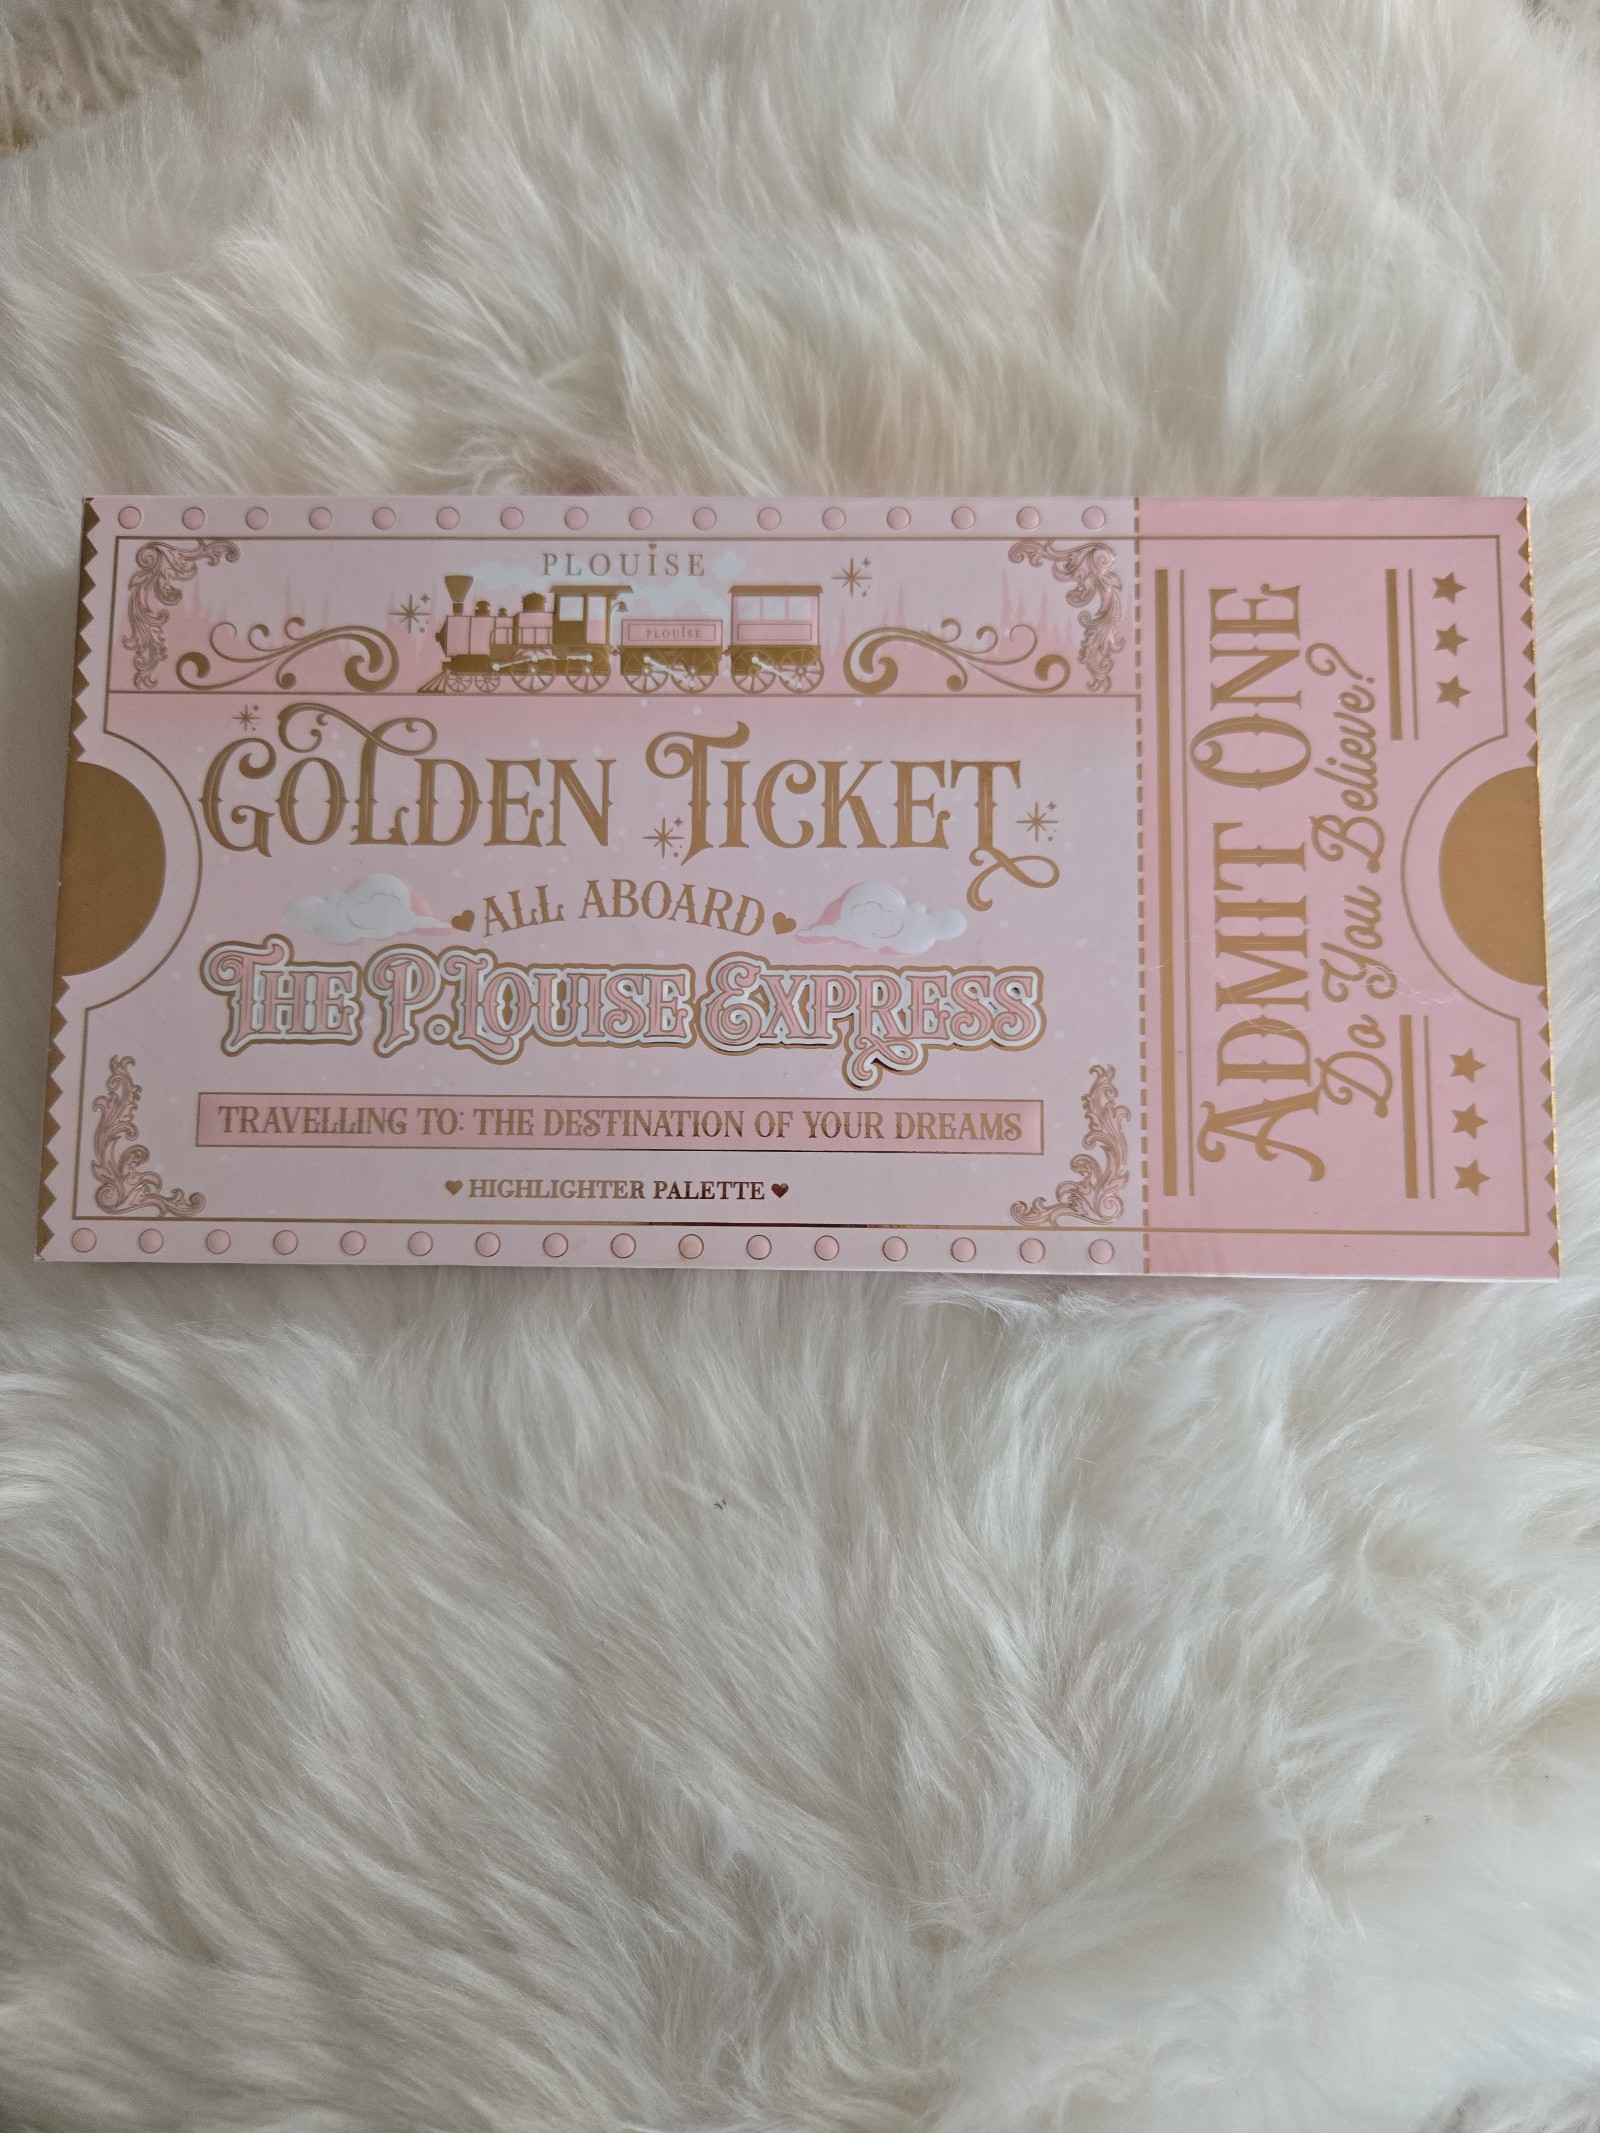 PLOUISE
PLOUISE
GOLDEN TICKET
ALL ABOARD
THE P.LOUISE EXPRESS
TRAVELLING TO: THE DESTINATION OF YOUR DREAMS
HIGHLIGHTER PALETTE
ADMIT ONE
Do You Believe?